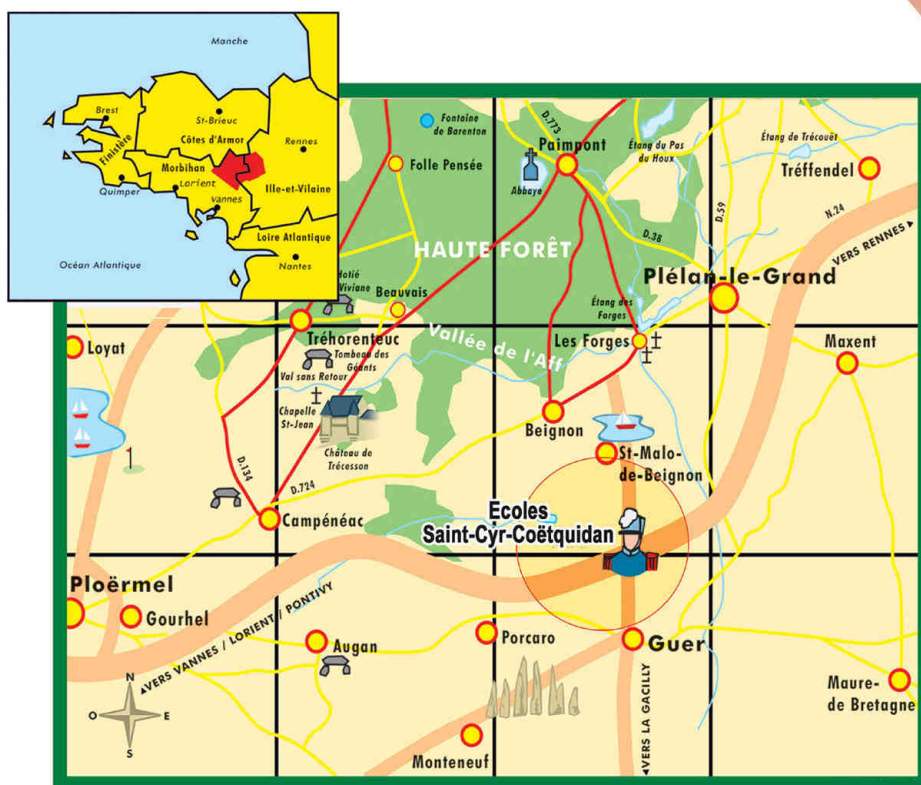 Manche
Brest
St-Brieuc
Côtes d'Armor
Finistère
Rennes
Morbihan
Lorient
Ille-et-Vilaine
Quimper
Vannes
Loire Atlantique
Océan Atlantique
Nantes
Fontaine
de Barenton
D.773
Paimpont
Étang du Pas
du Houx
Étang de Trécouët
Folle Pensée
Abbaye
Tréffendel
D.59
N.24
D.38
VERS RENNES
HAUTE FORÊT
Plélan-le-Grand
Hotié
Viviane
Beauvais
Étang des
Forges
Tréhorenteuc
Vallée de l'Aff
Les Forges
Loyat
Tombeau des
Géants
Maxent
Val sans Retour
Chapelle
St-Jean
Beignon
Château de
Trécesson
St-Malo-
de-Beignon
D.134
D.724
Ecoles
Saint-Cyr-Coëtquidan
Campénéac
Ploërmel
Gourhel
VERS VANNES / LORIENT / PONTIVY
Augan
Porcaro
Guer
N
O
E
S
VERS LA GACILLY
Maure-
de Bretagne
Monteneuf